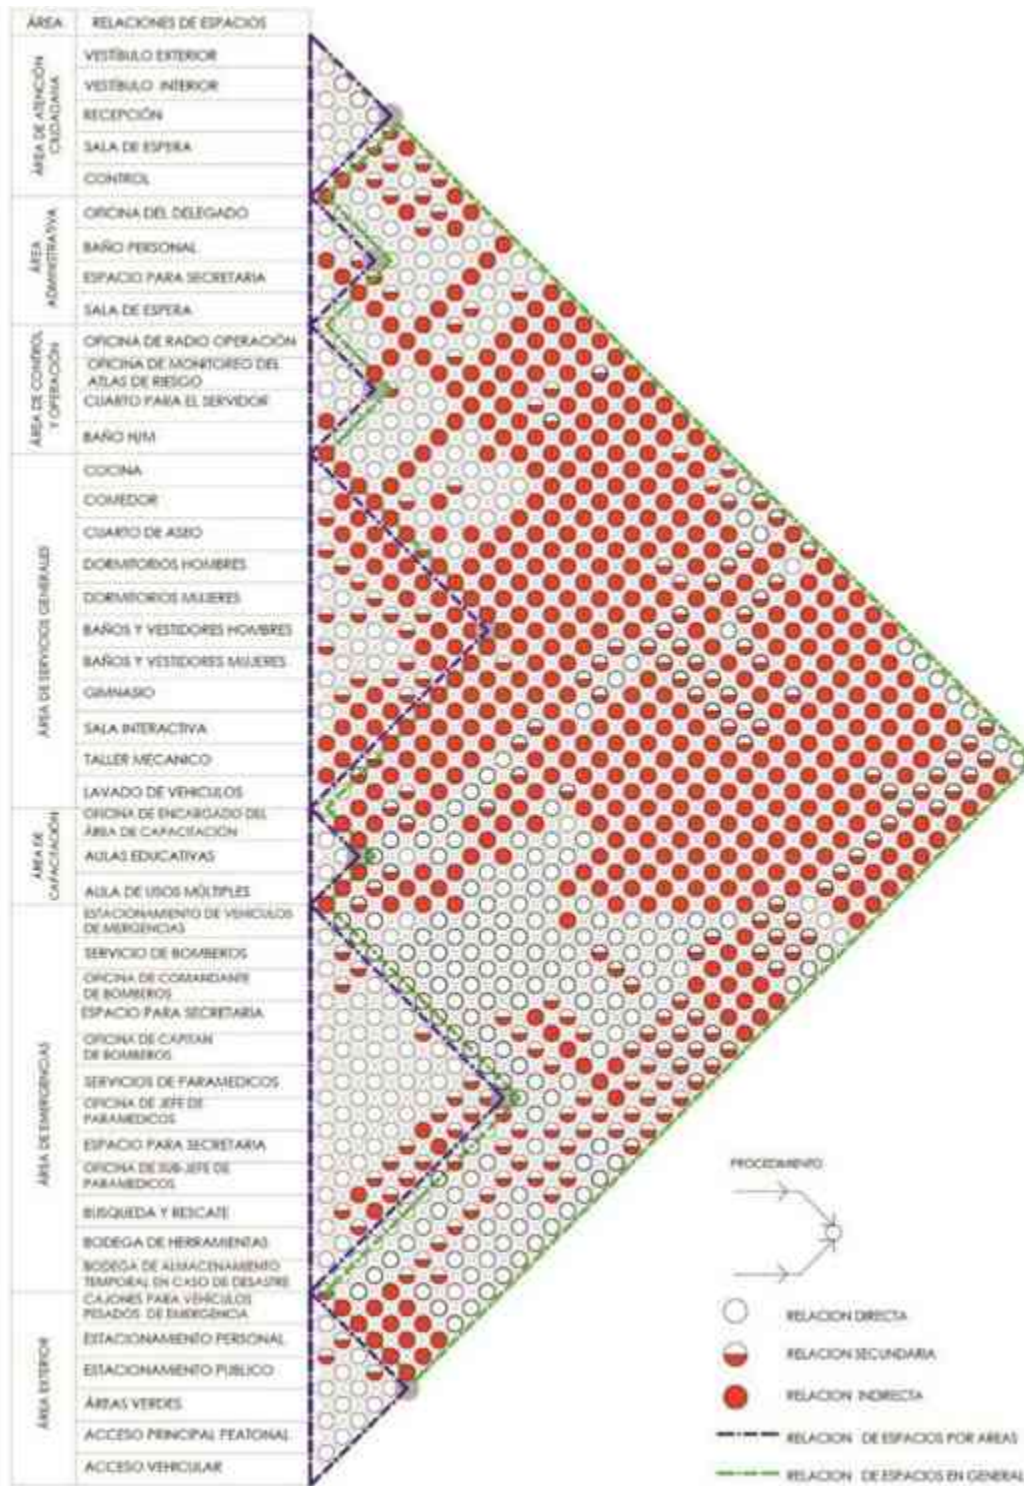 ÁREA
RELACIONES DE ESPACIOS
ÁREA DE ATENCIÓN
CIUDADANA
VESTÍBULO EXTERIOR
VESTÍBULO INTERIOR
RECEPCIÓN
SALA DE ESPERA
CONTROL
ÁREA
ADMINISTRATIVA
OFICINA DEL DELEGADO
BAÑO PERSONAL
ESPACIO PARA SECRETARIA
SALA DE ESPERA
ÁREA DE CONTROL
Y OPERACIÓN
OFICINA DE RADIO OPERACIÓN
OFICINA DE MONITOREO DEL
ATLAS DE RIESGO
CUARTO PARA EL SERVIDOR
BAÑO H/M
ÁREA DE SERVICIOS GENERALES
COCINA
COMEDOR
CUARTO DE ASEO
DORMITORIOS HOMBRES
DORMITORIOS MUJERES
BAÑOS Y VESTIDORES HOMBRES
BAÑOS Y VESTIDORES MUJERES
GIMNASIO
SALA INTERACTIVA
TALLER MECANICO
LAVADO DE VEHICULOS
ÁREA DE
CAPACITACIÓN
OFICINA DE ENCARGADO DEL
ÁREA DE CAPACITACIÓN
AULAS EDUCATIVAS
AULA DE USOS MÚLTIPLES
ÁREA DE EMERGENCIAS
ESTACIONAMIENTO DE VEHICULOS
DE MERGENCIAS
SERVICIO DE BOMBEROS
OFICINA DE COMANDANTE
DE BOMBEROS
ESPACIO PARA SECRETARIA
OFICINA DE CAPITAN
DE BOMBEROS
SERVICIOS DE PARAMEDICOS
OFICINA DE JEFE DE
PARAMEDICOS
ESPACIO PARA SECRETARIA
OFICINA DE SUB-JEFE DE
PARAMEDICOS
BUSQUEDA Y RESCATE
BODEGA DE HERRAMIENTAS
BODEGA DE ALMACENAMIENTO
TEMPORAL EN CASO DE DESASTRE
ÁREA EXTERIOR
CAJONES PARA VEHÍCULOS
PESADOS DE EMERGENCIA
ESTACIONAMIENTO PERSONAL
ESTACIONAMIENTO PUBLICO
ÁREAS VERDES
ACCESO PRINCIPAL PEATONAL
ACCESO VEHICULAR
PROCEDIMIENTO
RELACION DIRECTA
RELACION SECUNDARIA
RELACION INDIRECTA
RELACION DE ESPACIOS POR AREAS
RELACION DE ESPACIOS EN GENERAL